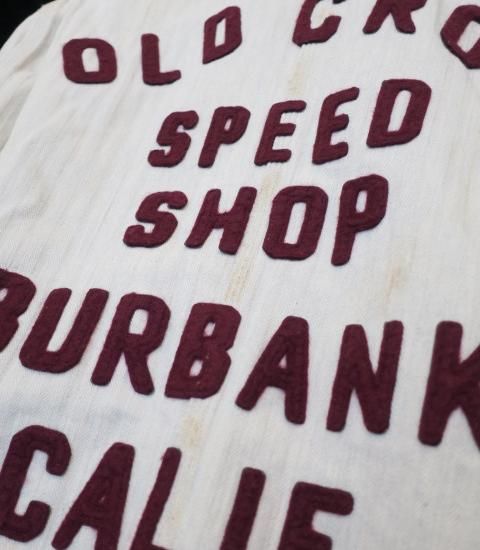 OLD CRO
SPEED
SHOP
BURBANK
CALIF